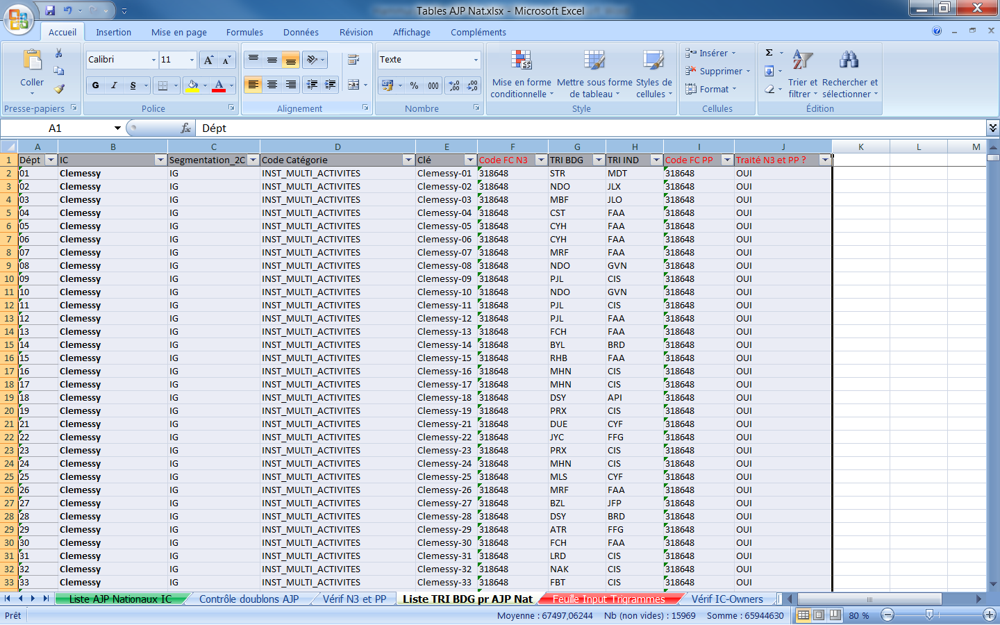 Tables AJP Nat.xlsx - Microsoft Excel
Accueil Insertion Mise en page Formules Données Révision Affichage Compléments
Coller
Presse-papiers
Calibri 11
G I S A
Police
Alignement
Texte
% 000
Nombre
Mise en forme conditionnelle
Mettre sous forme de tableau
Styles de cellules
Style
Insérer
Supprimer
Format
Cellules
Σ
Trier et filtrer
Rechercher et sélectionner
Édition
A1 fx Dépt
A B C D E F G H I J K L M
1 Dépt IC Segmentation_2C Code Catégorie Clé Code FC N3 TRI BDG TRI IND Code FC PP Traité N3 et PP ?
2 01 Clemessy IG INST_MULTI_ACTIVITES Clemessy-01 318648 STR MDT 318648 OUI
3 02 Clemessy IG INST_MULTI_ACTIVITES Clemessy-02 318648 NDO JLX 318648 OUI
4 03 Clemessy IG INST_MULTI_ACTIVITES Clemessy-03 318648 MBF JLO 318648 OUI
5 04 Clemessy IG INST_MULTI_ACTIVITES Clemessy-04 318648 CST FAA 318648 OUI
6 05 Clemessy IG INST_MULTI_ACTIVITES Clemessy-05 318648 CYH FAA 318648 OUI
7 06 Clemessy IG INST_MULTI_ACTIVITES Clemessy-06 318648 CYH FAA 318648 OUI
8 07 Clemessy IG INST_MULTI_ACTIVITES Clemessy-07 318648 MRF FAA 318648 OUI
9 08 Clemessy IG INST_MULTI_ACTIVITES Clemessy-08 318648 NDO GVN 318648 OUI
10 09 Clemessy IG INST_MULTI_ACTIVITES Clemessy-09 318648 PJL CIS 318648 OUI
11 10 Clemessy IG INST_MULTI_ACTIVITES Clemessy-10 318648 NDO GVN 318648 OUI
12 11 Clemessy IG INST_MULTI_ACTIVITES Clemessy-11 318648 PJL CIS 318648 OUI
13 12 Clemessy IG INST_MULTI_ACTIVITES Clemessy-12 318648 PJL FAA 318648 OUI
14 13 Clemessy IG INST_MULTI_ACTIVITES Clemessy-13 318648 FCH FAA 318648 OUI
15 14 Clemessy IG INST_MULTI_ACTIVITES Clemessy-14 318648 BYL BRD 318648 OUI
16 15 Clemessy IG INST_MULTI_ACTIVITES Clemessy-15 318648 RHB FAA 318648 OUI
17 16 Clemessy IG INST_MULTI_ACTIVITES Clemessy-16 318648 MHN CIS 318648 OUI
18 17 Clemessy IG INST_MULTI_ACTIVITES Clemessy-17 318648 MHN CIS 318648 OUI
19 18 Clemessy IG INST_MULTI_ACTIVITES Clemessy-18 318648 DSY API 318648 OUI
20 19 Clemessy IG INST_MULTI_ACTIVITES Clemessy-19 318648 PRX CIS 318648 OUI
21 21 Clemessy IG INST_MULTI_ACTIVITES Clemessy-21 318648 DUE CYF 318648 OUI
22 22 Clemessy IG INST_MULTI_ACTIVITES Clemessy-22 318648 JYC FFG 318648 OUI
23 23 Clemessy IG INST_MULTI_ACTIVITES Clemessy-23 318648 PRX CIS 318648 OUI
24 24 Clemessy IG INST_MULTI_ACTIVITES Clemessy-24 318648 MHN CIS 318648 OUI
25 25 Clemessy IG INST_MULTI_ACTIVITES Clemessy-25 318648 MLS CYF 318648 OUI
26 26 Clemessy IG INST_MULTI_ACTIVITES Clemessy-26 318648 MRF FAA 318648 OUI
27 27 Clemessy IG INST_MULTI_ACTIVITES Clemessy-27 318648 BZL JFP 318648 OUI
28 28 Clemessy IG INST_MULTI_ACTIVITES Clemessy-28 318648 DSY BRD 318648 OUI
29 29 Clemessy IG INST_MULTI_ACTIVITES Clemessy-29 318648 ATR FFG 318648 OUI
30 30 Clemessy IG INST_MULTI_ACTIVITES Clemessy-30 318648 FCH FAA 318648 OUI
31 31 Clemessy IG INST_MULTI_ACTIVITES Clemessy-31 318648 LRD CIS 318648 OUI
32 32 Clemessy IG INST_MULTI_ACTIVITES Clemessy-32 318648 NAK CIS 318648 OUI
33 33 Clemessy IG INST_MULTI_ACTIVITES Clemessy-33 318648 FBT CIS 318648 OUI
Liste AJP Nationaux IC Contrôle doublons AJP Vérif N3 et PP Liste TRI BDG pr AJP Nat Feuille Input Trigrammes Vérif IC-Owners
Prêt Moyenne : 67497,06244 Nb (non vides) : 15969 Somme : 65944630 80 %